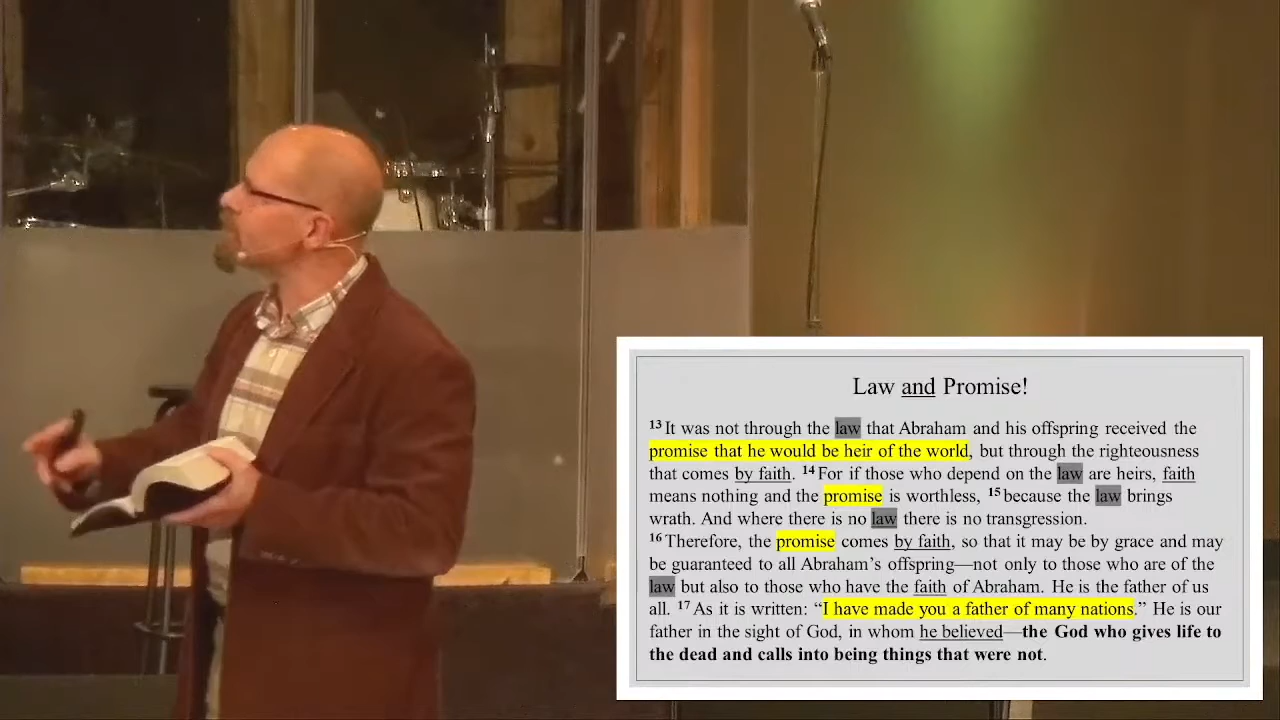 Law and Promise!
13 It was not through the law that Abraham and his offspring received the
promise that he would be heir of the world, but through the righteousness
that comes by faith. 14 For if those who depend on the law are heirs, faith
means nothing and the promise is worthless, 15 because the law brings
wrath. And where there is no law there is no transgression.
16 Therefore, the promise comes by faith, so that it may be by grace and may
be guaranteed to all Abraham’s offspring—not only to those who are of the
law but also to those who have the faith of Abraham. He is the father of us
all. 17 As it is written: “I have made you a father of many nations.” He is our
father in the sight of God, in whom he believed—the God who gives life to
the dead and calls into being things that were not.